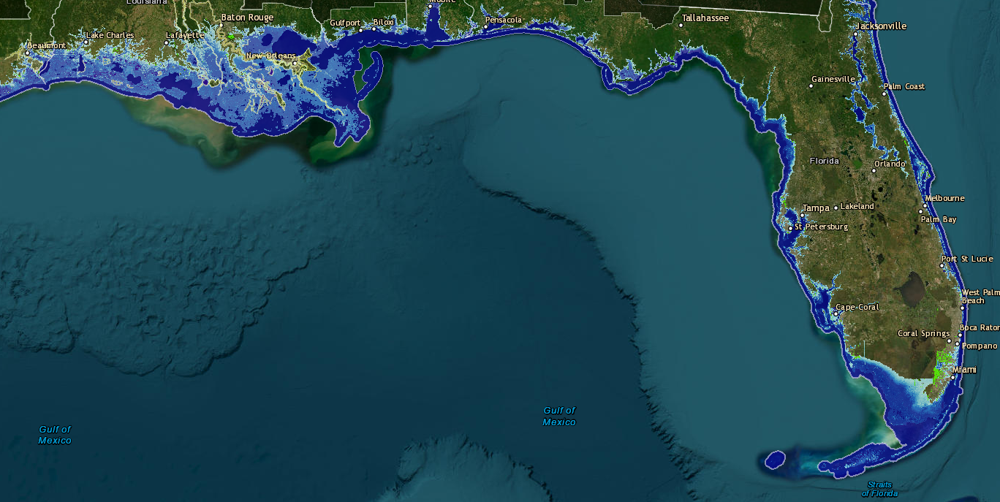 Louisiana
Mobile
Baton Rouge
Gulfport
Biloxi
Pensacola
Tallahassee
Jacksonville
Lake Charles
Lafayette
Beaumont
New Orleans
Gainesville
Palm Coast
Florida
Orlando
Melbourne
Tampa
Lakeland
Palm Bay
St Petersburg
Port St Lucie
West Palm
Beach
Cape Coral
Boca Raton
Coral Springs
Pompano
Miami
Gulf of
Mexico
Gulf of
Mexico
Straits
of Florida